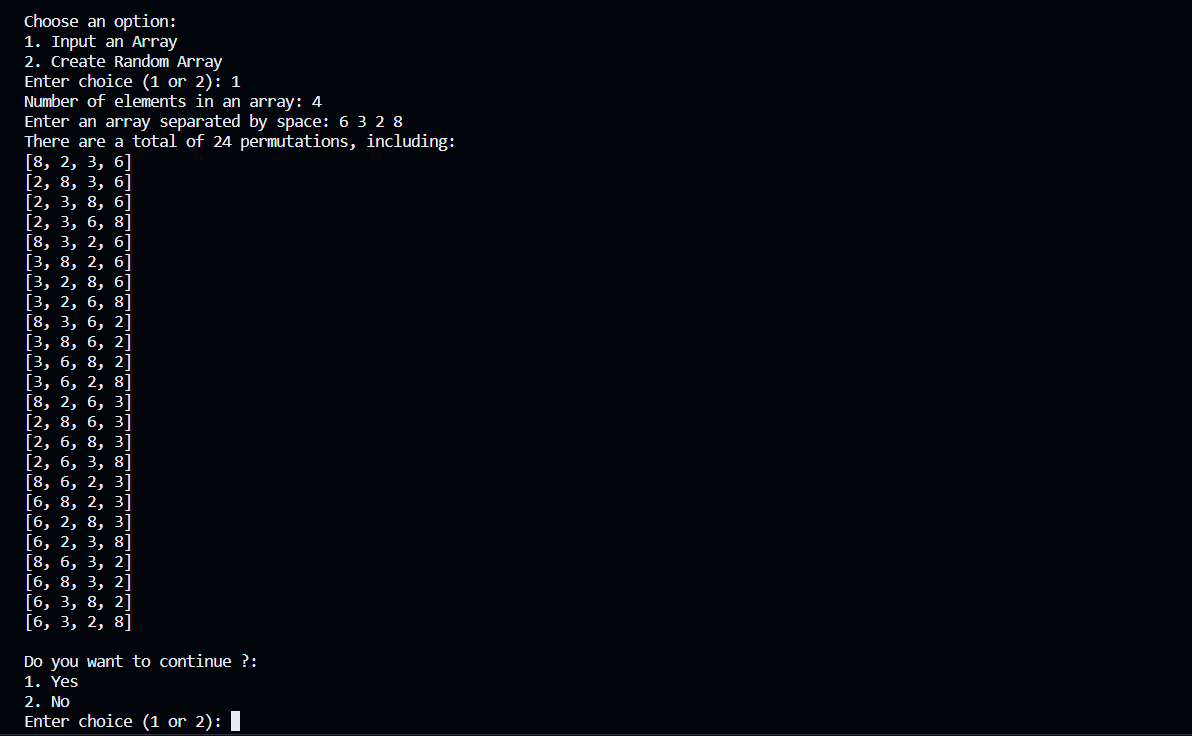 Choose an option:
1. Input an Array
2. Create Random Array
Enter choice (1 or 2): 1
Number of elements in an array: 4
Enter an array separated by space: 6 3 2 8
There are a total of 24 permutations, including:
[8, 2, 3, 6]
[2, 8, 3, 6]
[2, 3, 8, 6]
[2, 3, 6, 8]
[8, 3, 2, 6]
[3, 8, 2, 6]
[3, 2, 8, 6]
[3, 2, 6, 8]
[8, 3, 6, 2]
[3, 8, 6, 2]
[3, 6, 8, 2]
[3, 6, 2, 8]
[8, 2, 6, 3]
[2, 8, 6, 3]
[2, 6, 8, 3]
[2, 6, 3, 8]
[8, 6, 2, 3]
[6, 8, 2, 3]
[6, 2, 8, 3]
[6, 2, 3, 8]
[8, 6, 3, 2]
[6, 8, 3, 2]
[6, 3, 8, 2]
[6, 3, 2, 8]
Do you want to continue ?:
1. Yes
2. No
Enter choice (1 or 2):